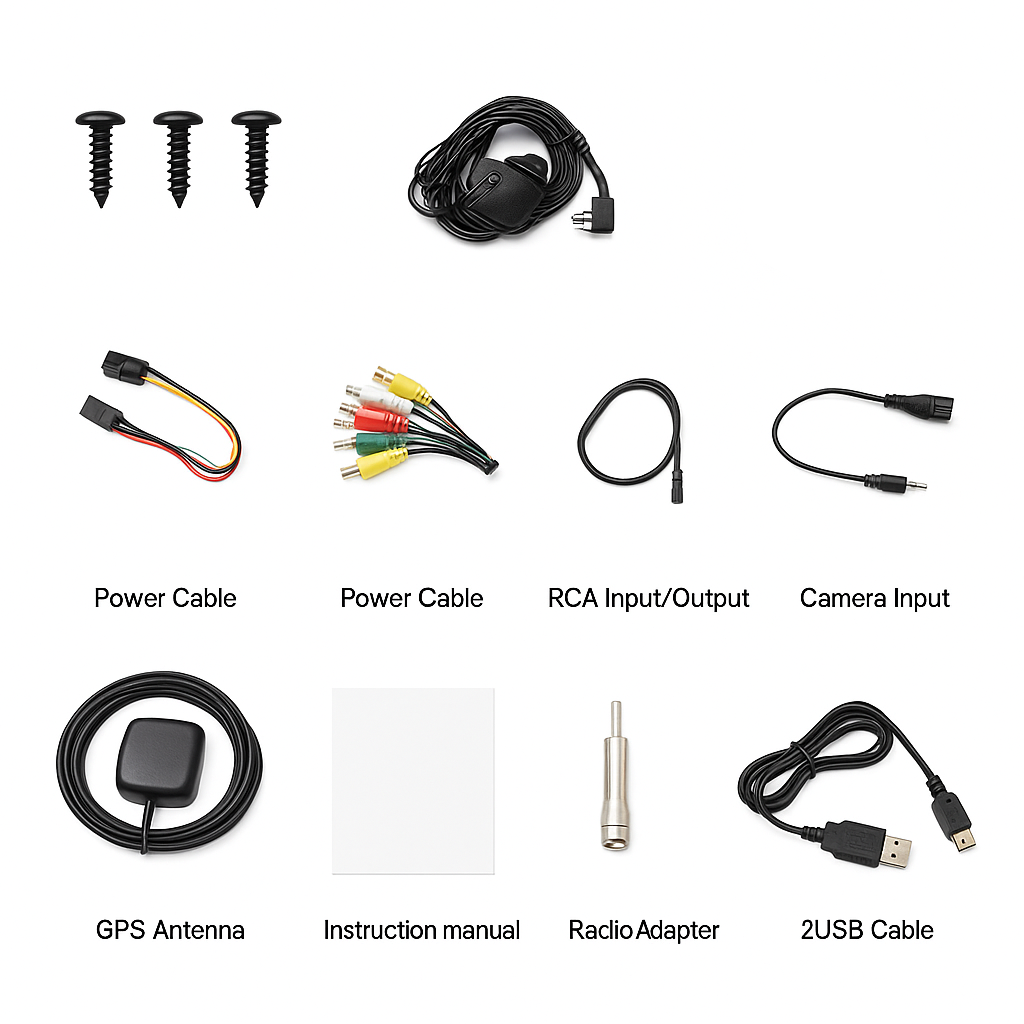 Power Cable
Power Cable
RCA Input/Output
Camera Input
GPS Antenna
Instruction manual
Raclio Adapter
2USB Cable